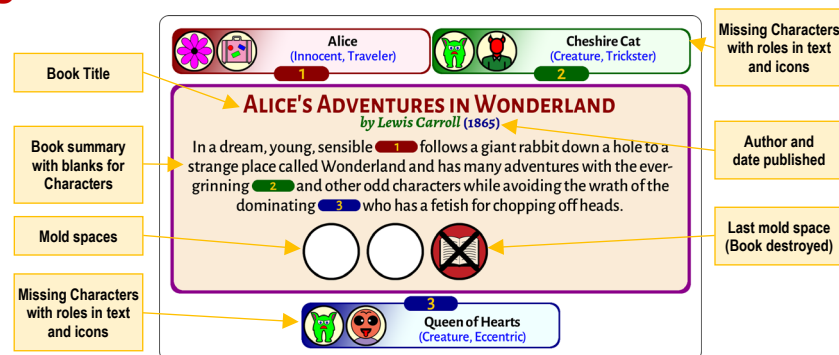 Alice
(Innocent, Traveler)
1
Cheshire Cat
(Creature, Trickster)
2
Missing Characters
with roles in text
and icons
Book Title
ALICE'S ADVENTURES IN WONDERLAND
by Lewis Carroll (1865)
Author and
date published
Book summary
with blanks for
Characters
In a dream, young, sensible 1 follows a giant rabbit down a hole to a
strange place called Wonderland and has many adventures with the ever-
grinning 2 and other odd characters while avoiding the wrath of the
dominating 3 who has a fetish for chopping off heads.
Mold spaces
Last mold space
(Book destroyed)
Missing Characters
with roles in text
and icons
3
Queen of Hearts
(Creature, Eccentric)